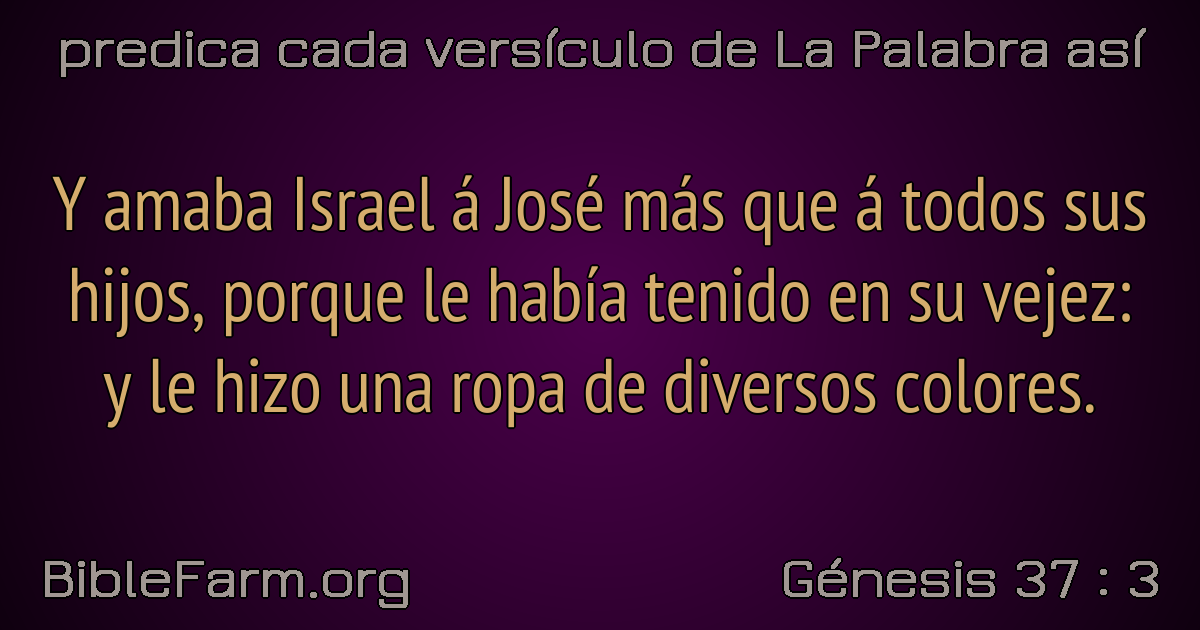 predica cada versículo de La Palabra así
Y amaba Israel á José más que á todos sus
hijos, porque le había tenido en su vejez:
y le hizo una ropa de diversos colores.
BibleFarm.org
Génesis 37 : 3